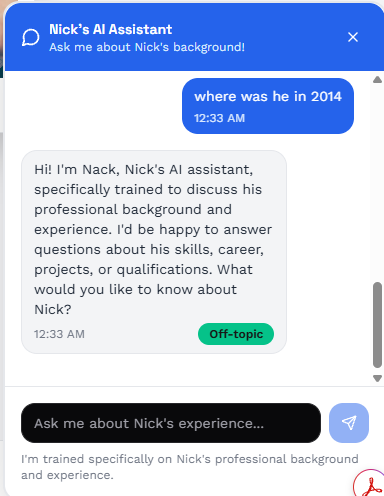 Nick's AI Assistant
Ask me about Nick's background!
where was he in 2014
12:33 AM
Hi! I'm Nack, Nick's AI assistant,
specifically trained to discuss his
professional background and
experience. I'd be happy to answer
questions about his skills, career,
projects, or qualifications. What
would you like to know about
Nick?
12:33 AM
Off-topic
Ask me about Nick's experience...
I'm trained specifically on Nick's professional background
and experience.